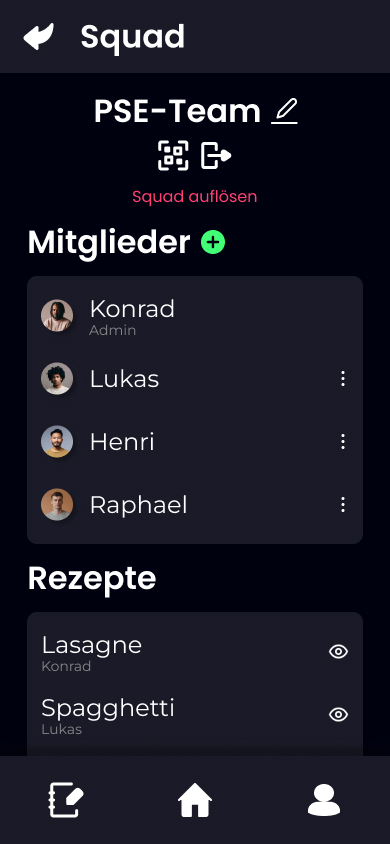 Squad
PSE-Team
Squad auflösen
Mitglieder
Konrad
Admin
Lukas
Henri
Raphael
Rezepte
Lasagne
Konrad
Spagghetti
Lukas